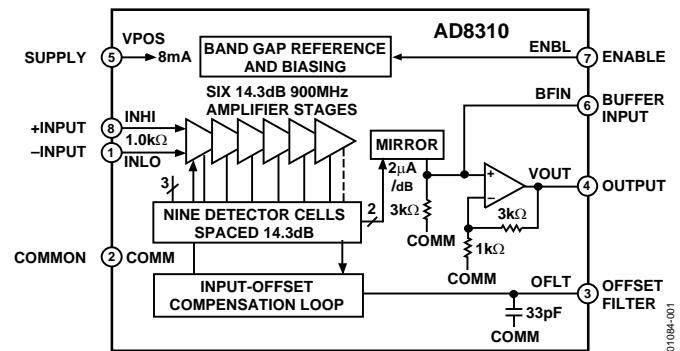 AD8310
SUPPLY
5
VPOS
8mA
BAND GAP REFERENCE
AND BIASING
ENBL
7
ENABLE
SIX 14.3dB 900MHz
AMPLIFIER STAGES
BFIN
6
BUFFER
INPUT
+INPUT
8
INHI
1.0kΩ
–INPUT
1
INLO
MIRROR
2μA
/dB
3kΩ
COMM
+
–
VOUT
4
OUTPUT
3kΩ
1kΩ
COMM
3
NINE DETECTOR CELLS
SPACED 14.3dB
2
COMMON
2
COMM
INPUT-OFFSET
COMPENSATION LOOP
OFLT
3
OFFSET
FILTER
33pF
COMM
01084-001